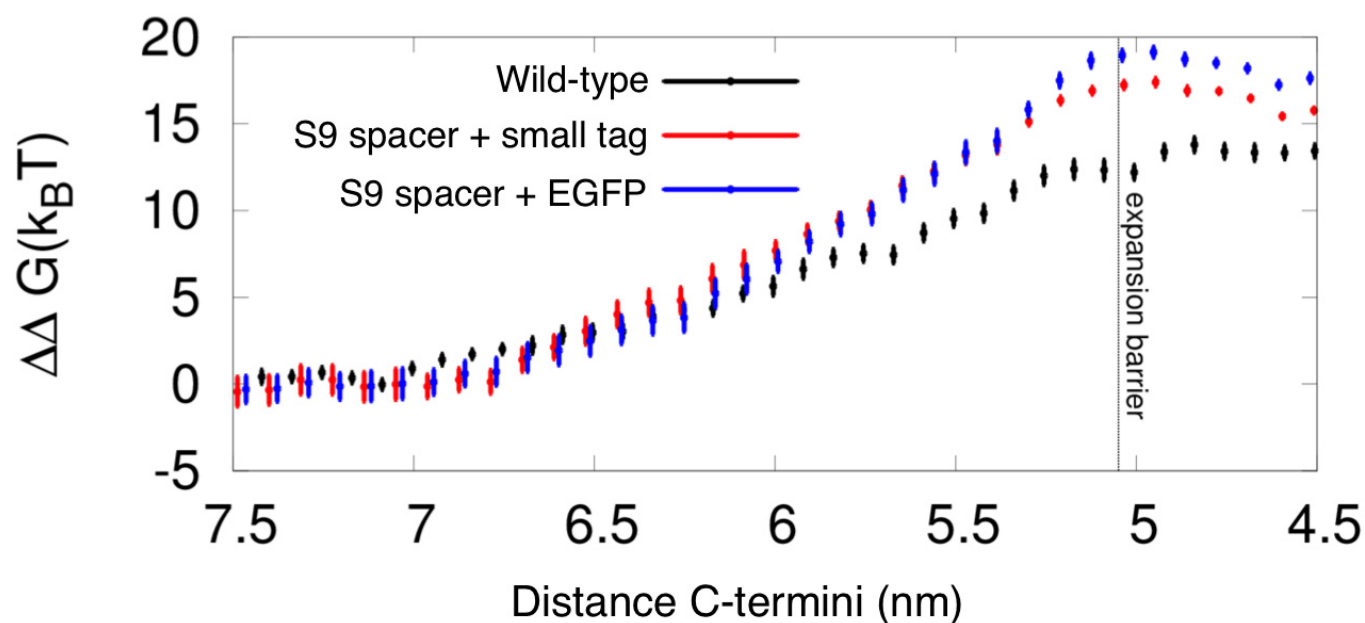 20
15
10
5
0
-5
ΔΔ G(kBT)
Wild-type
S9 spacer + small tag
S9 spacer + EGFP
expansion barrier
7.5 7 6.5 6 5.5 5 4.5
Distance C-termini (nm)